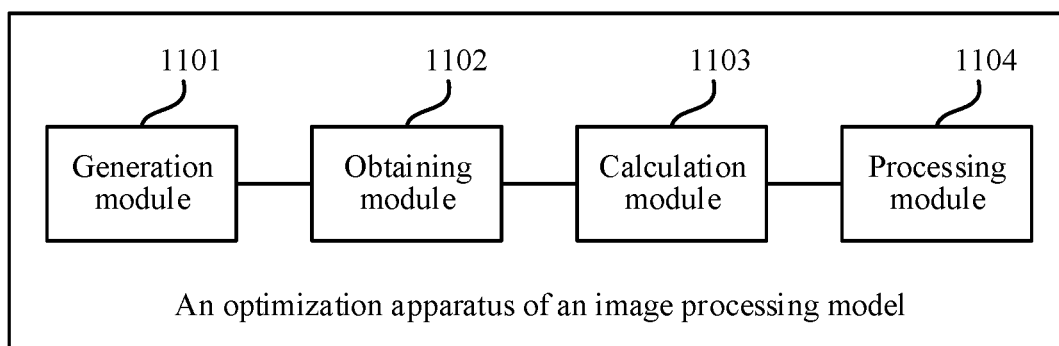 1101 1102 1103 1104
Generation module
Obtaining module
Calculation module
Processing module
An optimization apparatus of an image processing model